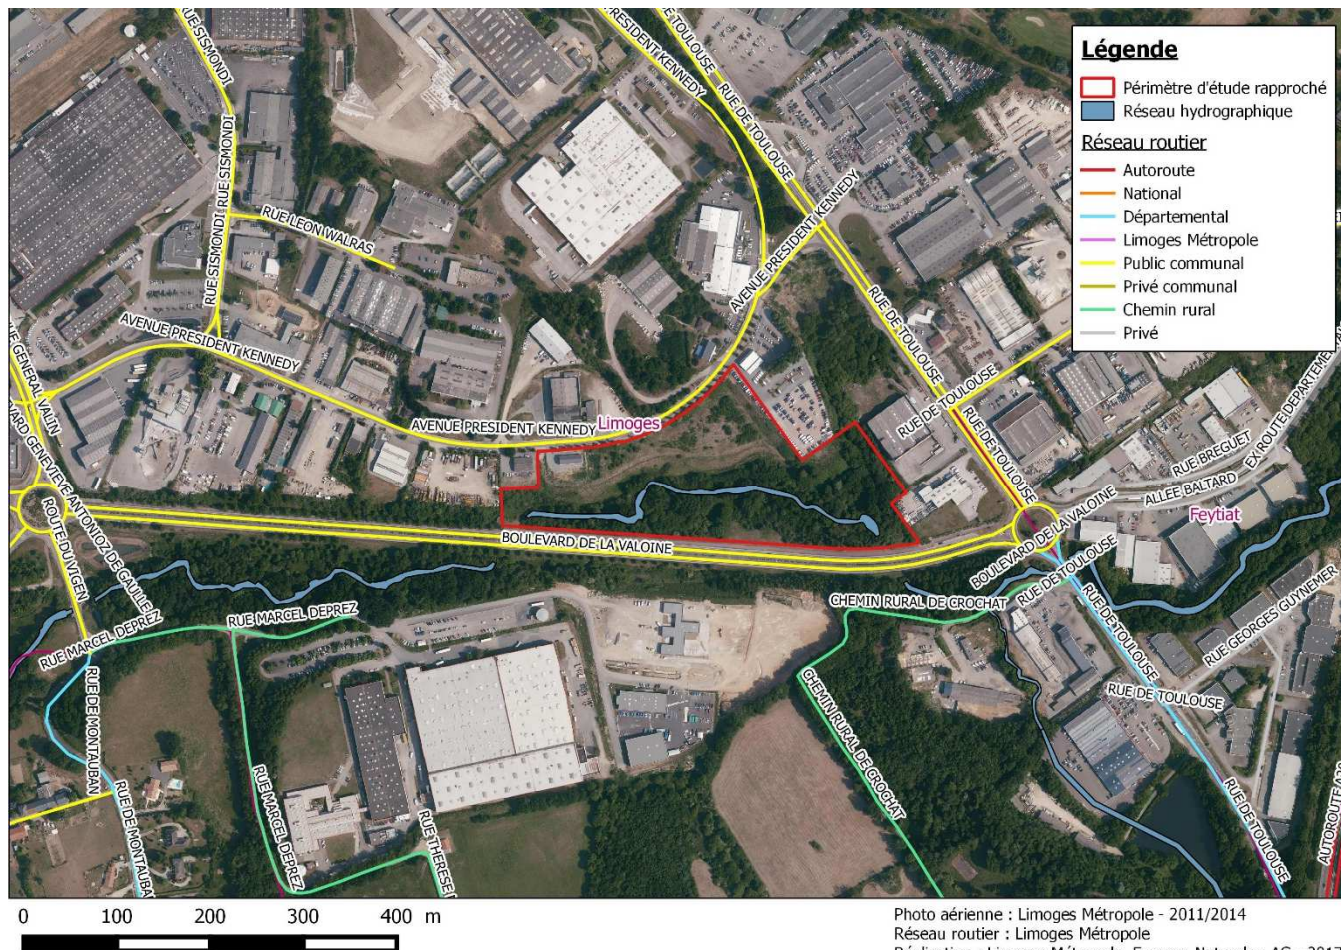 Légende
Périmètre d'étude rapproché
Réseau hydrographique
Réseau routier
Autoroute
National
Départemental
Limoges Métropole
Public communal
Privé communal
Chemin rural
Privé
RUE SISMONDI
PRESIDENT KENNEDY
RUE DE TOULOUSE
RUE DE TOULOUSE
RUE SISMONDI
RUE SISMONDI
RUE LEON WALRAS
AVENUE PRESIDENT KENNEDY
RUE DE TOULOUSE
AVENUE PRESIDENT KENNEDY
AVENUE PRESIDENT KENNEDY
Limoges
RUE DE TOULOUSE
RUE DE TOULOUSE
RUE BREGUET
ALLEE BALTARD
Feytiat
BOULEVARD DE LA VALOINE
BOULEVARD DE LA VALOINE
ROUTE DU VIGEN
RUE MARCEL DEPREZ
RUE MARCEL DEPREZ
CHEMIN RURAL DE CROCHAT
RUE DE TOULOUSE
RUE DE TOULOUSE
RUE GEORGES GUYNEMER
RUE DE MONTAUBAN
CHEMIN RURAL DE CROCHAT
RUE DE TOULOUSE
RUE DE MONTAUBA
RUE MARCEL DEPREZ
RUE THERESE
RUE DE TOULOUSE
0 100 200 300 400 m
Photo aérienne : Limoges Métropole - 2011/2014
Réseau routier : Limoges Métropole